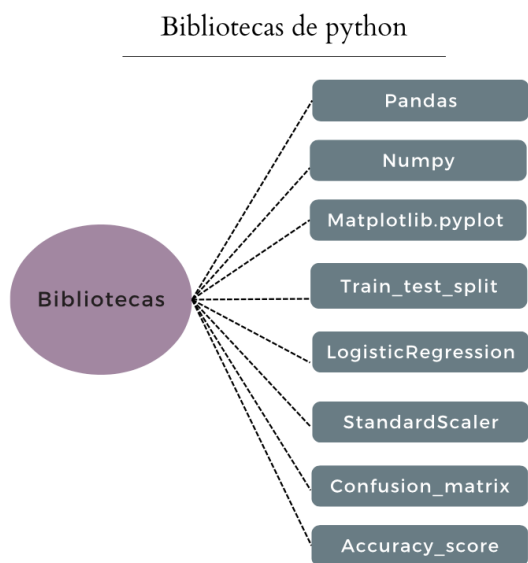 Bibliotecas de python
Bibliotecas
Pandas
Numpy
Matplotlib.pyplot
Train_test_split
LogisticRegression
StandardScaler
Confusion_matrix
Accuracy_score